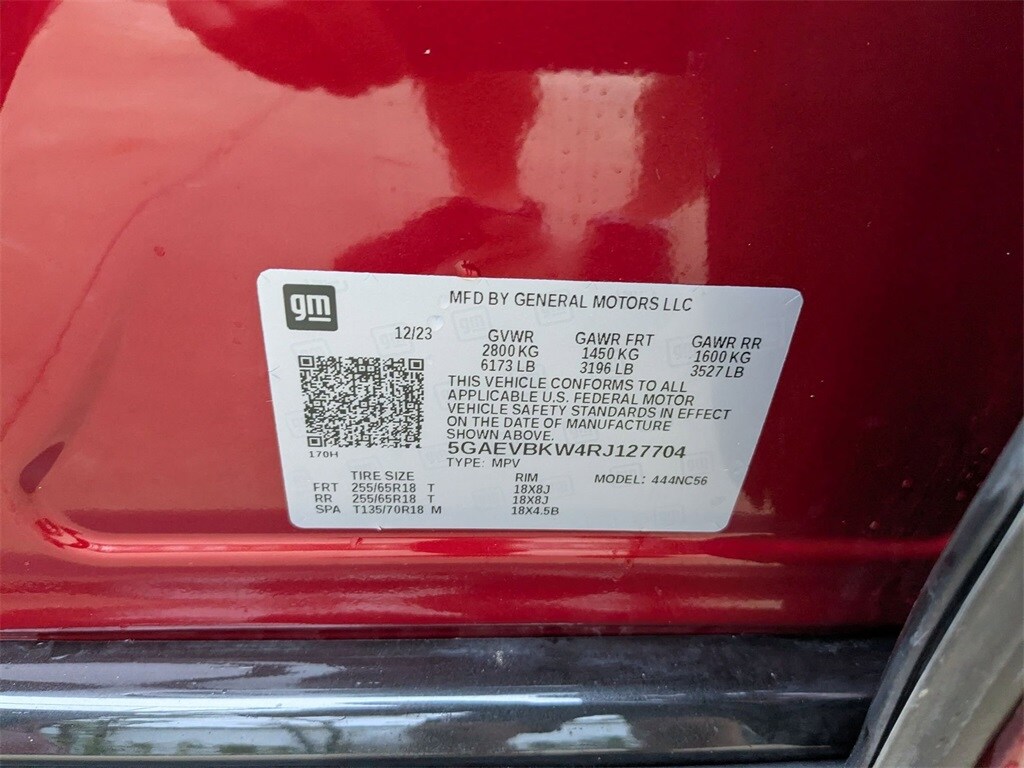 gm
MFD BY GENERAL MOTORS LLC
12/23 GVWR GAWR FRT GAWR RR
2800 KG 1450 KG 1600 KG
6173 LB 3196 LB 3527 LB
THIS VEHICLE CONFORMS TO ALL
APPLICABLE U.S. FEDERAL MOTOR
VEHICLE SAFETY STANDARDS IN EFFECT
ON THE DATE OF MANUFACTURE
SHOWN ABOVE.
170H
5GAEVBKW4RJ127704
TYPE: MPV
TIRE SIZE RIM MODEL: 444NC56
FRT 255/65R18 T 18X8J
RR 255/65R18 T 18X8J
SPA T135/70R18 M 18X4.5B